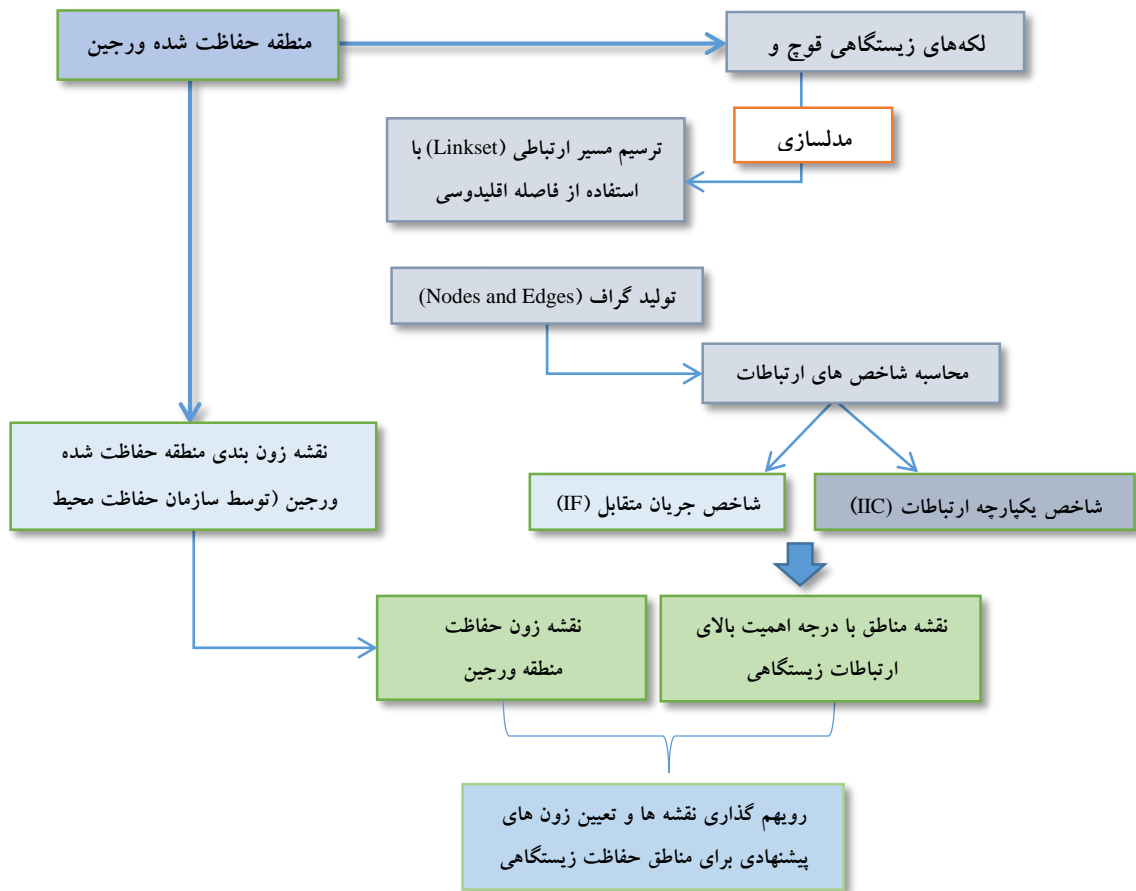 منطقه حفاظت شده ورجین
لکه‌های زیستگاهی قوچ و
مدلسازی
ترسیم مسیر ارتباطی (Linkset) با
استفاده از فاصله اقلیدوسی
تولید گراف (Nodes and Edges)
محاسبه شاخص های ارتباطات
نقشه زون بندی منطقه حفاظت شده
ورجین (توسط سازمان حفاظت محیط
شاخص یکپارچه ارتباطات (IIC)
شاخص جریان متقابل (IF)
نقشه مناطق با درجه اهمیت بالای
ارتباطات زیستگاهی
نقشه زون حفاظت
منطقه ورجین
رویهم گذاری نقشه ها و تعیین زون های
پیشنهادی برای مناطق حفاظت زیستگاهی